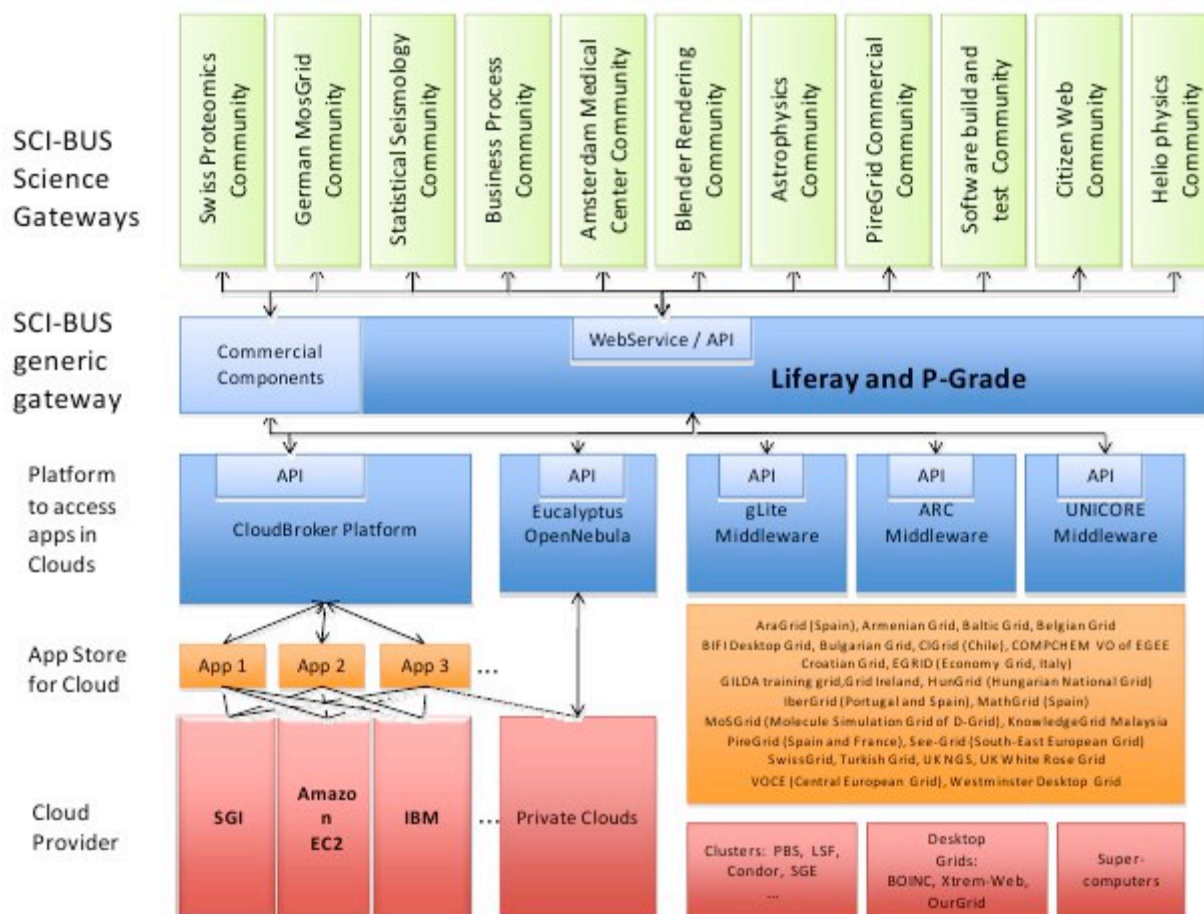 SCI-BUS
Science
Gateways
Swiss Proteomics
Community
German MosGrid
Community
Statistical Seismology
Community
Business Process
Community
Amsterdam Medical
Center Community
Blender Rendering
Community
Astrophysics
Community
PireGrid Commercial
Community
Software build and
test Community
Citizen Web
Community
Helio physics
Community
SCI-BUS
generic
gateway
Commercial
Components
WebService / API
Liferay and P-Grade
Platform
to access
apps in
Clouds
API
CloudBroker Platform
API
Eucalyptus
OpenNebula
API
gLite
Middleware
API
ARC
Middleware
API
UNICORE
Middleware
App Store
for Cloud
App 1
App 2
App 3
...
AraGrid (Spain), Armenian Grid, Baltic Grid, Belgian Grid
BIFI Desktop Grid, Bulgarian Grid, ClGrid (Chile), COMPCHEM VO of EGEE
Croatian Grid, EGRID (Economy Grid, Italy)
GILDA training grid,Grid Ireland, HunGrid (Hungarian National Grid)
IberGrid (Portugal and Spain), MathGrid (Spain)
MoSGrid (Molecule Simulation Grid of D-Grid), KnowledgeGrid Malaysia
PireGrid (Spain and France), See-Grid (South-East European Grid)
SwissGrid, Turkish Grid, UK NGS, UK White Rose Grid
VOCE (Central European Grid), Westminster Desktop Grid
Cloud
Provider
SGI
Amazo
n
EC2
IBM
...
Private Clouds
Clusters: PBS, LSF,
Condor, SGE
...
Desktop
Grids:
BOINC, Xtrem-Web,
OurGrid
Super-
computers